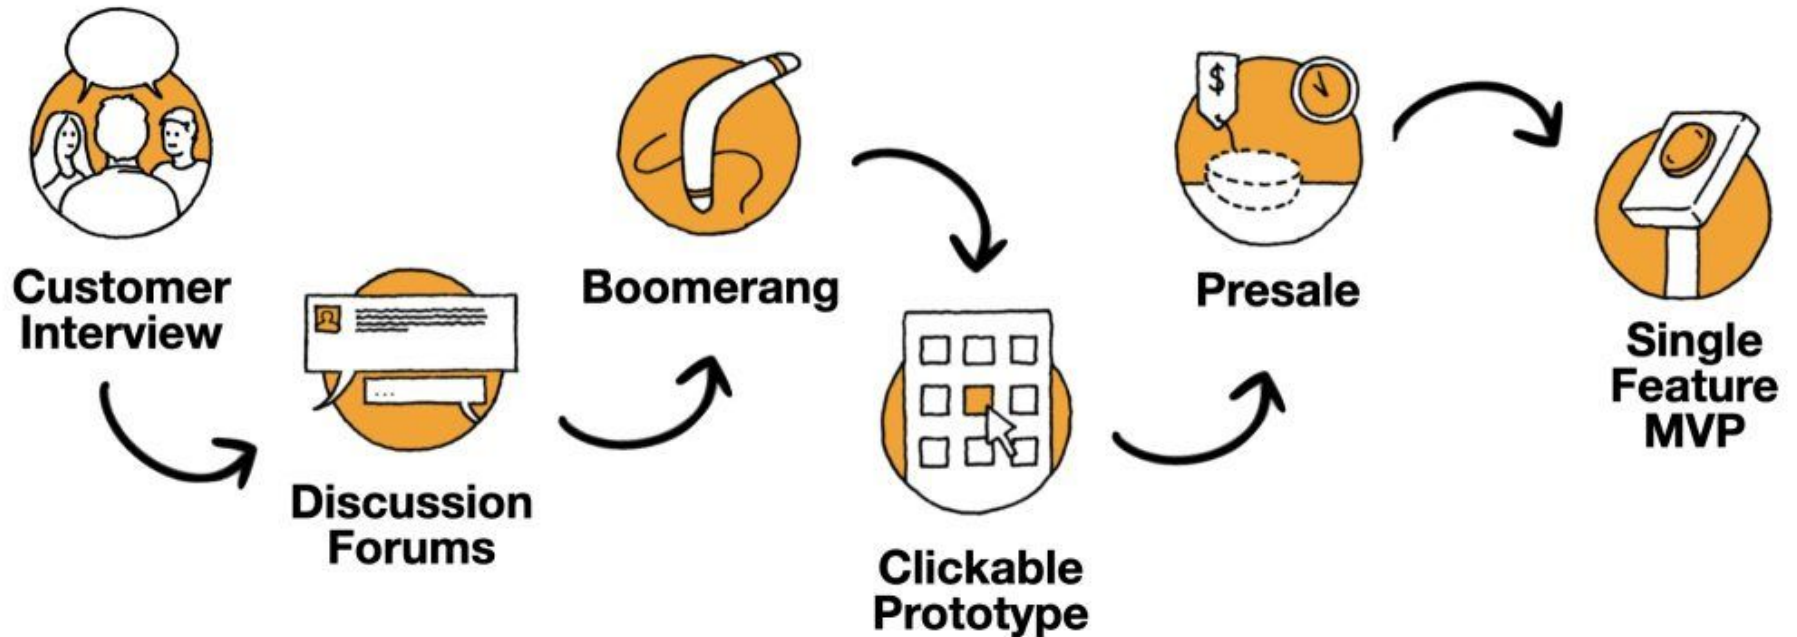 Customer
Interview
Discussion
Forums
Boomerang
Clickable
Prototype
$
Presale
Single
Feature
MVP